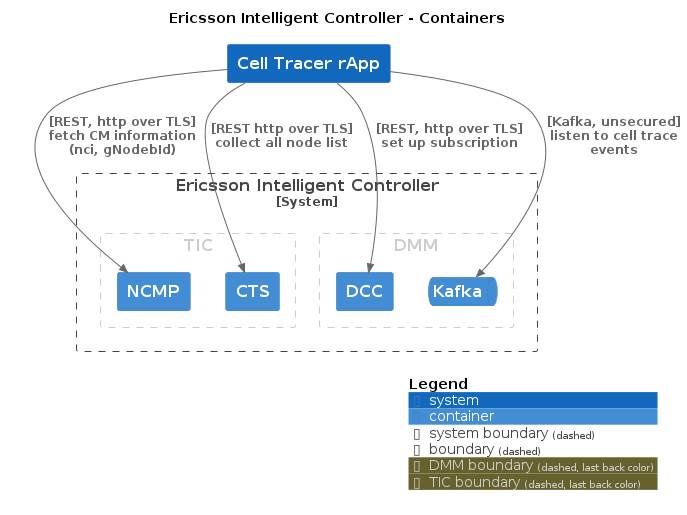 Ericsson Intelligent Controller - Containers
Cell Tracer rApp
[REST, http over TLS]
fetch CM information
(nci, gNodebId)
[REST http over TLS]
collect all node list
[REST, http over TLS]
set up subscription
[Kafka, unsecured]
listen to cell trace
events
Ericsson Intelligent Controller
[System]
TIC
DMM
NCMP
CTS
DCC
Kafka
Legend
system
container
system boundary (dashed)
boundary (dashed)
DMM boundary (dashed, last back color)
TIC boundary (dashed, last back color)